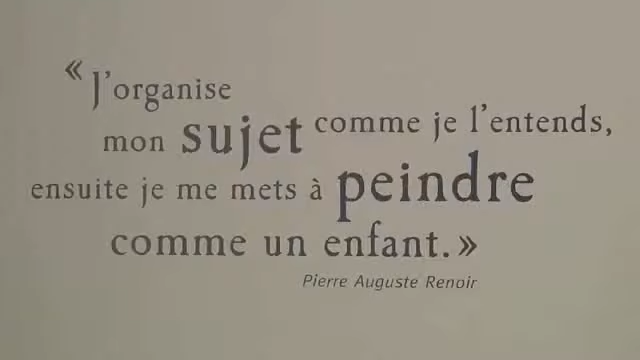 « J'organise
mon sujet comme je l'entends,
ensuite je me mets à peindre
comme un enfant. »
Pierre Auguste Renoir